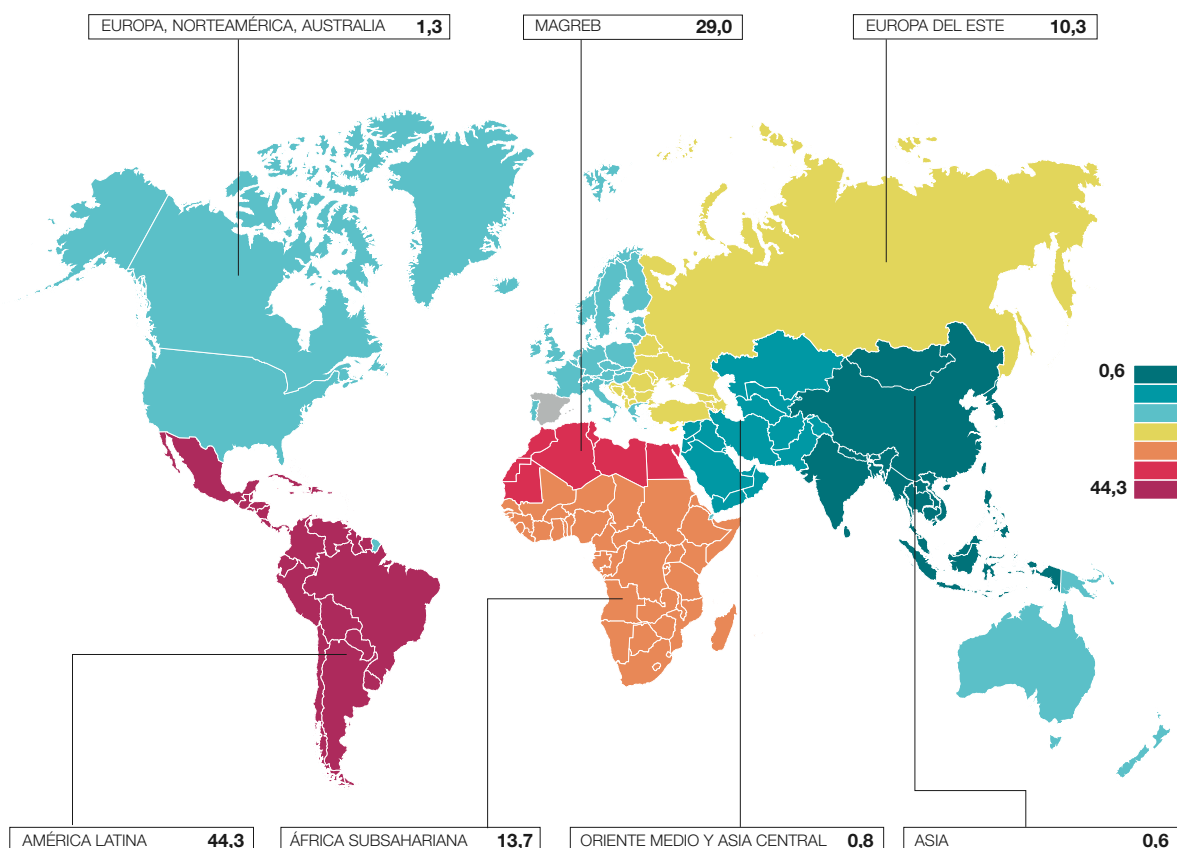 EUROPA, NORTEAMÉRICA, AUSTRALIA 1,3
MAGREB 29,0
EUROPA DEL ESTE 10,3
0,6
44,3
AMÉRICA LATINA 44,3
ÁFRICA SUBSAHARIANA 13,7
ORIENTE MEDIO Y ASIA CENTRAL 0,8
ASIA 0,6